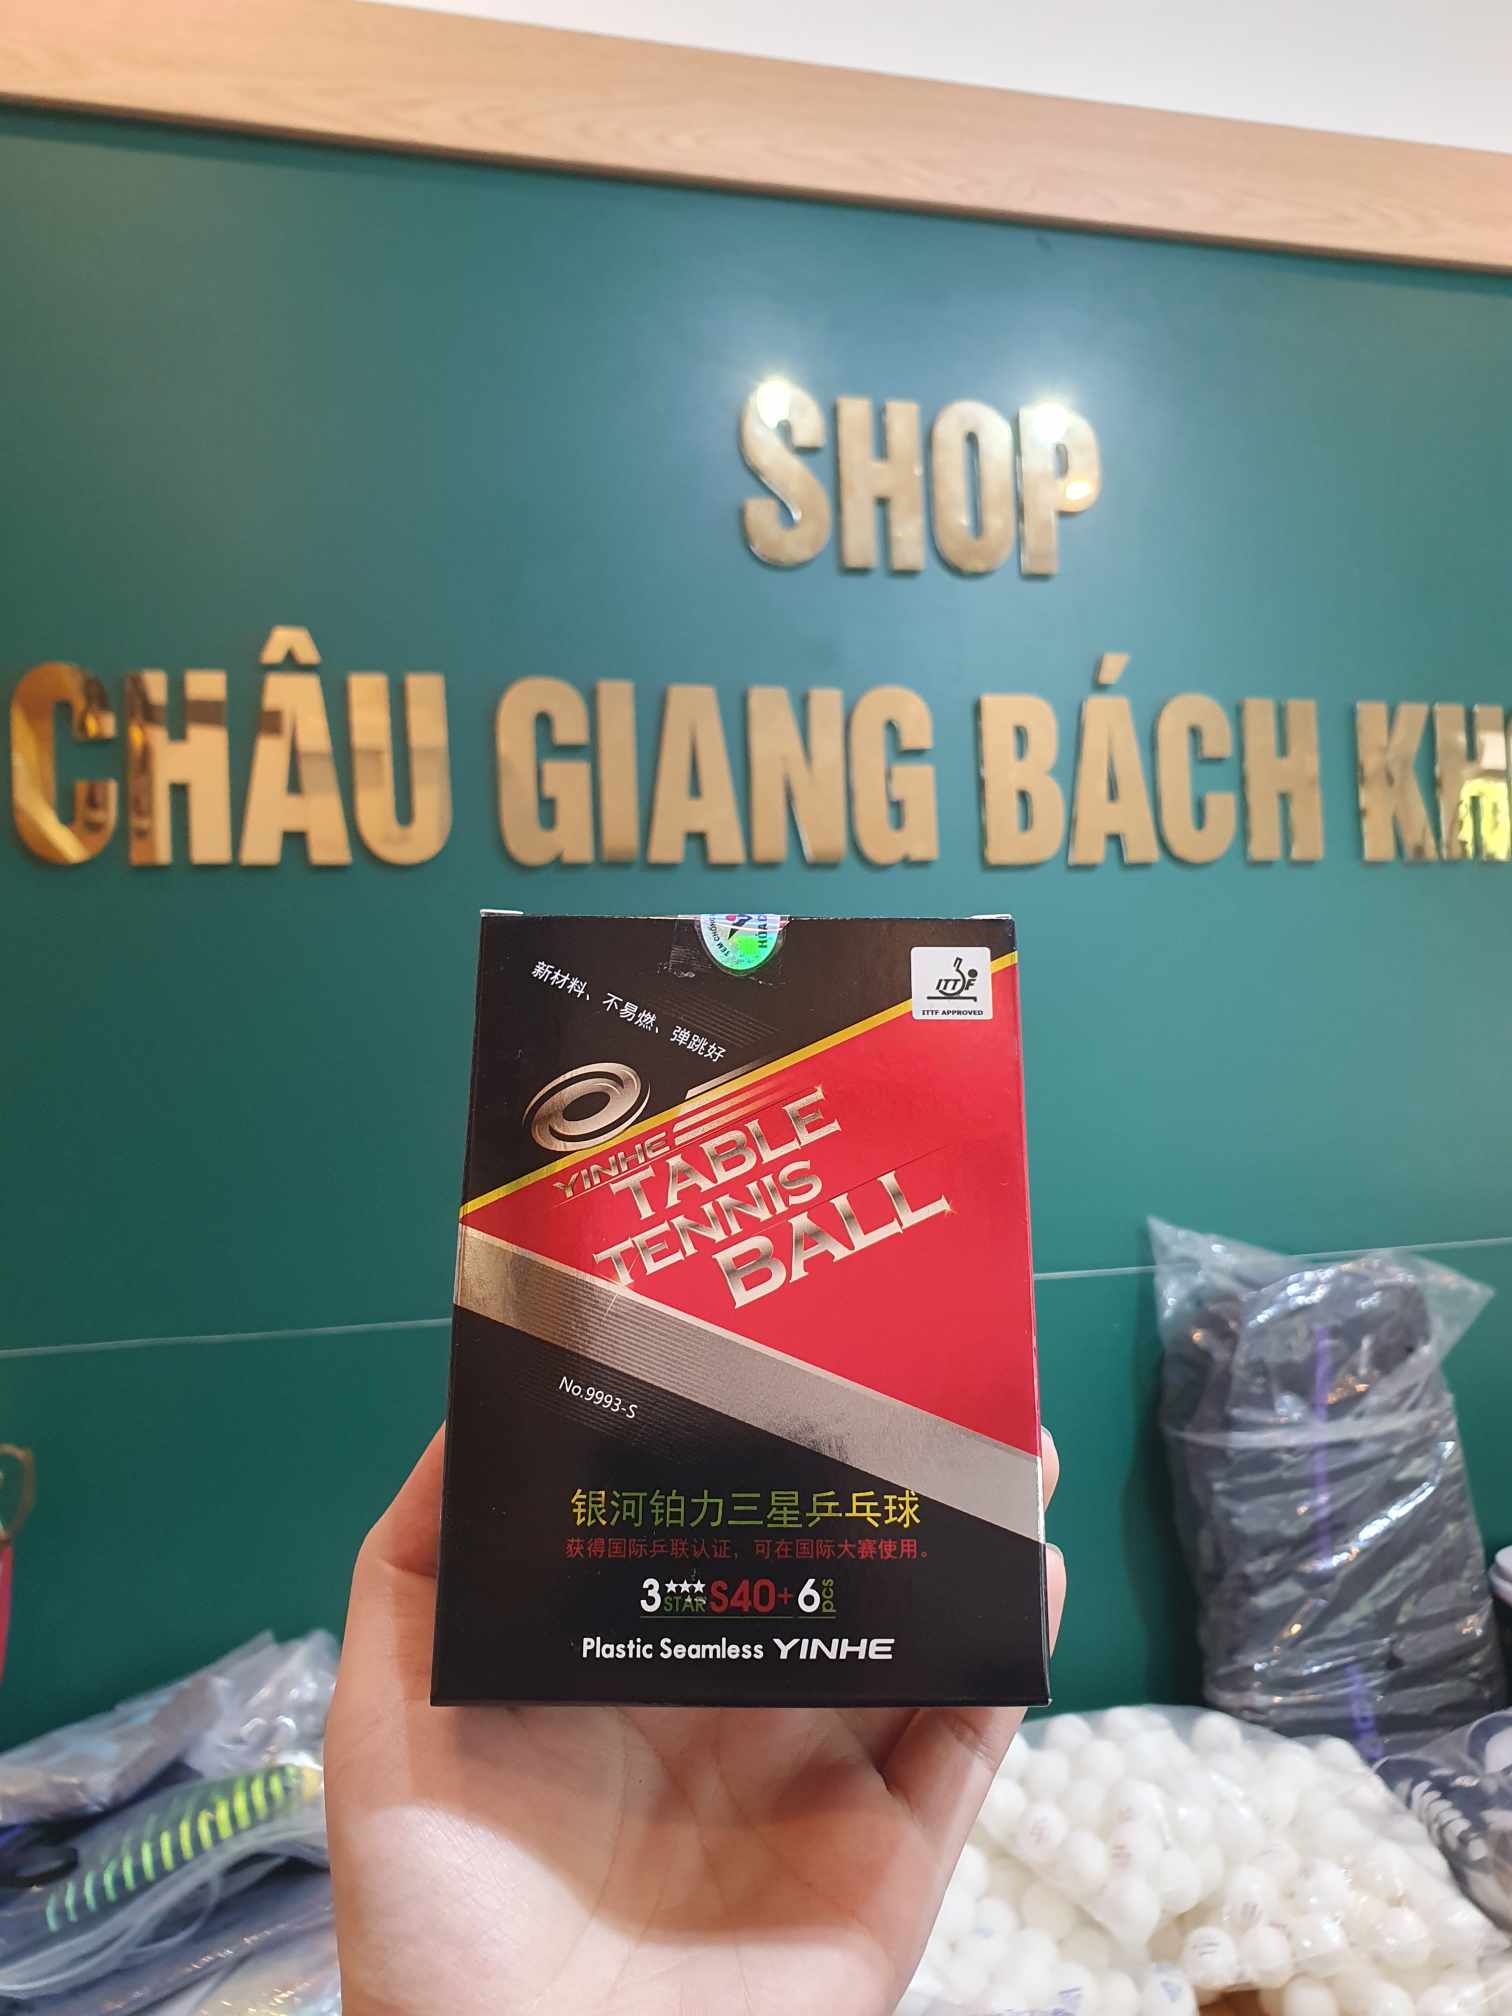 SHOP
CHÂU GIANG BÁCH KH
新材料、不易燃、弹跳好
ITTF
ITTF APPROVED
YINHE
TABLE
TENNIS
BALL
No.9993-S
银河铂力三星乒乓球
获得国际乒联认证，可在国际大赛使用。
3 STAR S40+ 6 pcs
Plastic Seamless YINHE